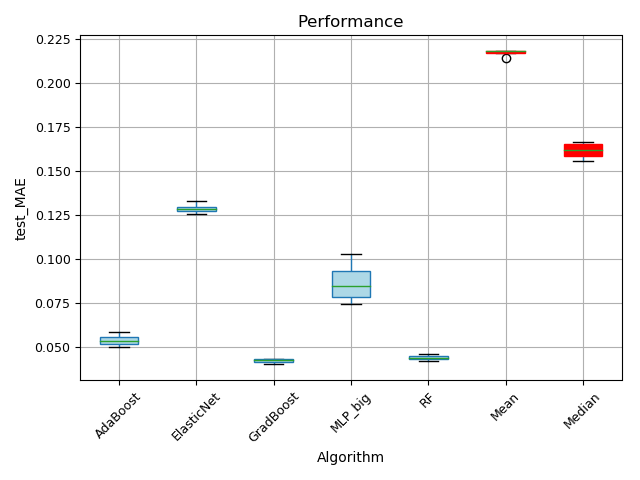 Performance
0.225
0.200
0.175
0.150
0.125
0.100
0.075
0.050
test_MAE
AdaBoost
ElasticNet
GradBoost
MLP_big
RF
Mean
Median
Algorithm